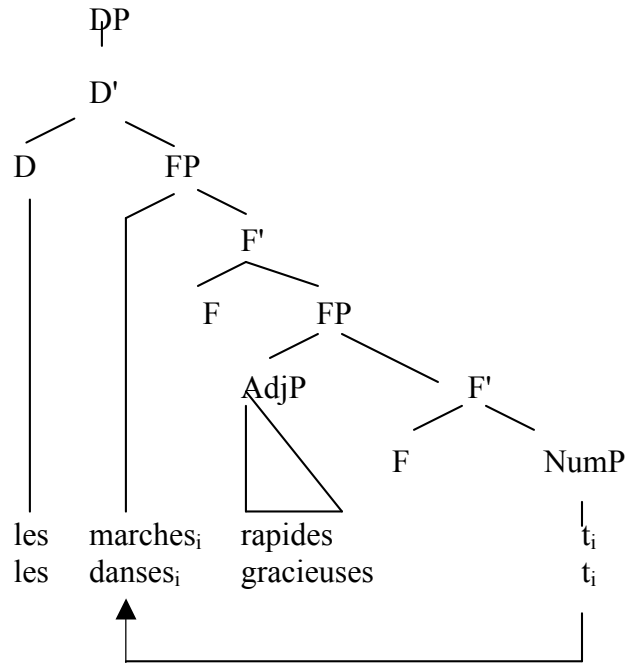 DP
D'
D FP
F'
F FP
AdjP F'
F NumP
les marchesᵢ rapides tᵢ
les dansesᵢ gracieuses tᵢ